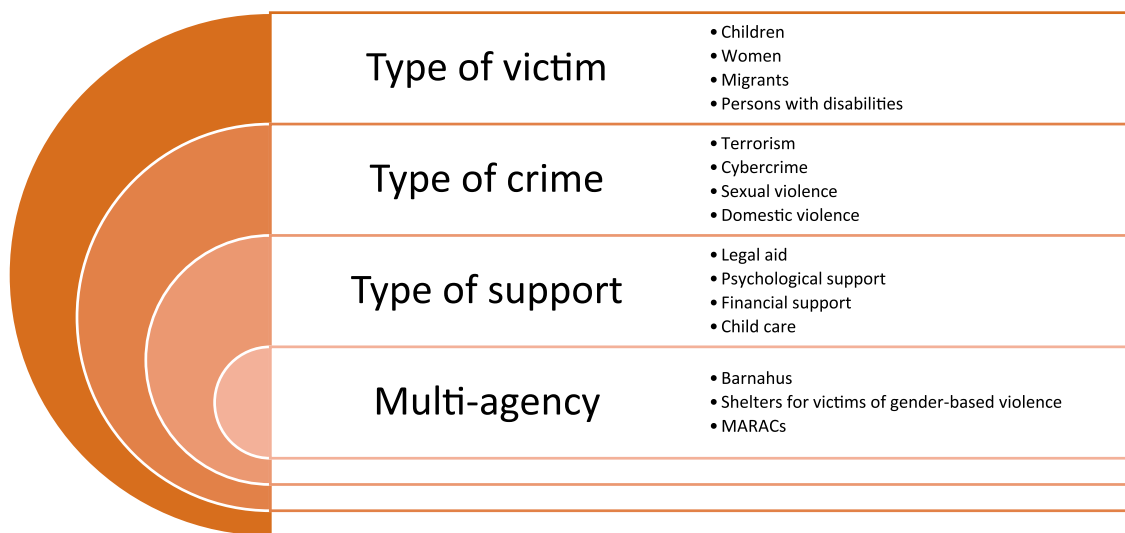 Type of victim
• Children
• Women
• Migrants
• Persons with disabilities
Type of crime
• Terrorism
• Cybercrime
• Sexual violence
• Domestic violence
Type of support
• Legal aid
• Psychological support
• Financial support
• Child care
Multi-agency
• Barnahus
• Shelters for victims of gender-based violence
• MARACs